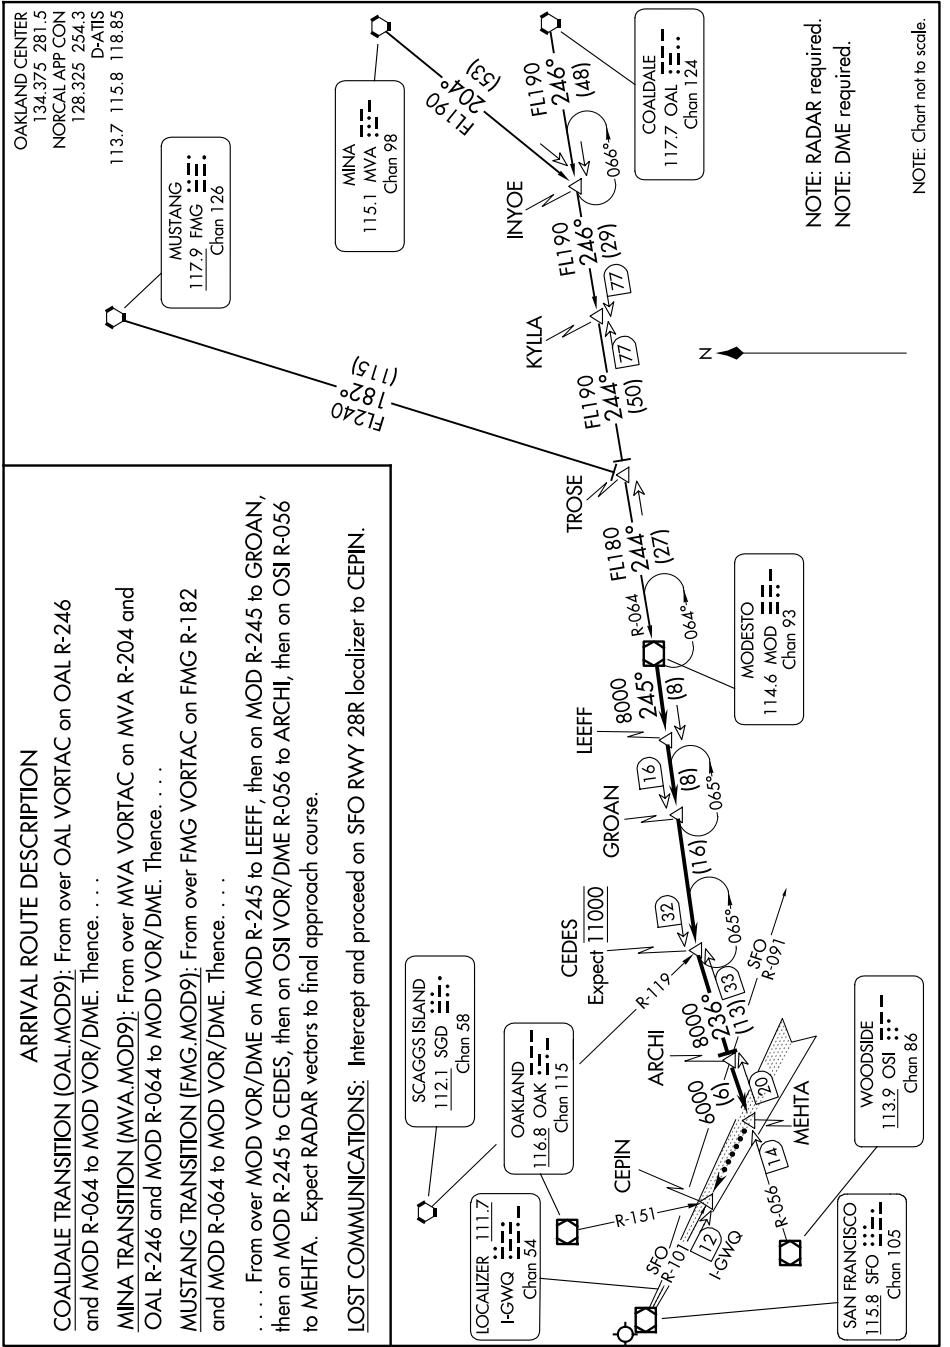 ARRIVAL ROUTE DESCRIPTION
COALDALE TRANSITION (OAL.MOD9): From over OAL VORTAC on OAL R-246
and MOD R-064 to MOD VOR/DME. Thence. . . .
MINA TRANSITION (MVA.MOD9): From over MVA VORTAC on MVA R-204 and
OAL R-246 and MOD R-064 to MOD VOR/DME. Thence. . . .
MUSTANG TRANSITION (FMG.MOD9): From over FMG VORTAC on FMG R-182
and MOD R-064 to MOD VOR/DME. Thence. . . .
. . . . From over MOD VOR/DME on MOD R-245 to LEEFF, then on MOD R-245 to GROAN,
then on MOD R-245 to CEDES, then on OSI VOR/DME R-056 to ARCHI, then on OSI R-056
to MEHTA. Expect RADAR vectors to final approach course.
LOST COMMUNICATIONS: Intercept and proceed on SFO RWY 28R localizer to CEPIN.
OAKLAND CENTER
134.375 281.5
NORCAL APP CON
128.325 254.3
D-ATIS
113.7 115.8 118.85
MUSTANG
117.9 FMG
Chan 126
MINA
115.1 MVA
Chan 98
COALDALE
117.7 OAL
Chan 124
FL190
204°
(53)
FL190
246°
(48)
066°
INYOE
FL190
246°
(29)
77
KYLLA
77
FL190
244°
(50)
FL240
182°
(115)
TROSE
FL180
244°
(27)
R-064
064°
MODESTO
114.6 MOD
Chan 93
8000
245°
(8)
LEEFF
16
(8)
065°
GROAN
(16)
32
065°
CEDES
Expect 11000
R-119
33
SFO
R-091
8000
236°
(13)
ARCHI
20
6000
(6)
MEHTA
14
R-056
CEPIN
12
I-GWQ
R-151
SFO
R-101
SCAGGS ISLAND
112.1 SGD
Chan 58
OAKLAND
116.8 OAK
Chan 115
LOCALIZER 111.7
I-GWQ
Chan 54
WOODSIDE
113.9 OSI
Chan 86
SAN FRANCISCO
115.8 SFO
Chan 105
N
NOTE: RADAR required.
NOTE: DME required.
NOTE: Chart not to scale.